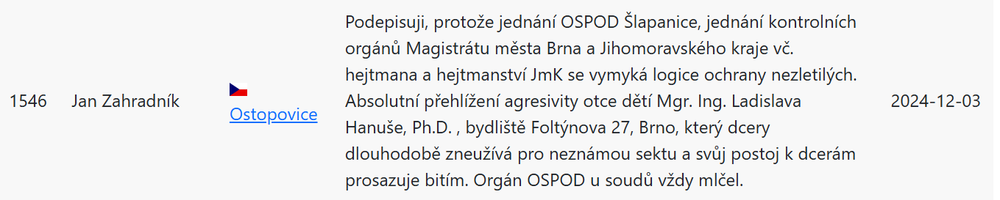 1546
Jan Zahradník
Ostopovice
Podepisuji, protože jednání OSPOD Šlapanice, jednání kontrolních
orgánů Magistrátu města Brna a Jihomoravského kraje vč.
hejtmana a hejtmanství JmK se vymyká logice ochrany nezletilých.
Absolutní přehlížení agresivity otce dětí Mgr. Ing. Ladislava
Hanuše, Ph.D. , bydliště Foltýnova 27, Brno, který dcery
dlouhodobě zneužívá pro neznámou sektu a svůj postoj k dcerám
prosazuje bitím. Orgán OSPOD u soudů vždy mlčel.
2024-12-03